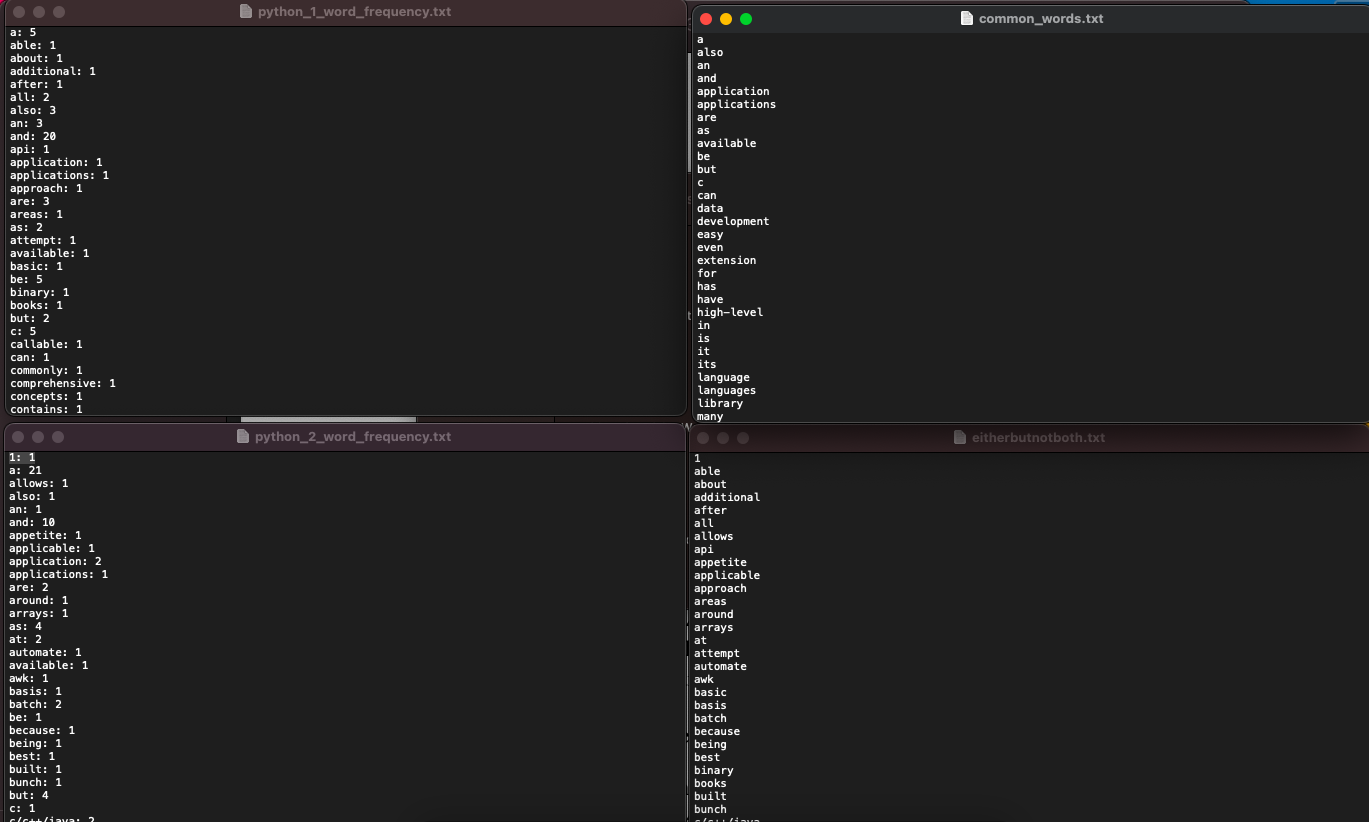 python_1_word_frequency.txt
a: 5
able: 1
about: 1
additional: 1
after: 1
all: 2
also: 3
an: 3
and: 20
api: 1
application: 1
applications: 1
approach: 1
are: 3
areas: 1
as: 2
attempt: 1
available: 1
basic: 1
be: 5
binary: 1
books: 1
but: 2
c: 5
callable: 1
can: 1
commonly: 1
comprehensive: 1
concepts: 1
contains: 1
common_words.txt
a
also
an
and
application
applications
are
as
available
be
but
c
can
data
development
easy
even
extension
for
has
have
high-level
in
is
it
its
language
languages
library
many
python_2_word_frequency.txt
1: 1
a: 21
allows: 1
also: 1
an: 1
and: 10
appetite: 1
applicable: 1
application: 2
applications: 1
are: 2
around: 1
arrays: 1
as: 4
at: 2
automate: 1
available: 1
awk: 1
basis: 1
batch: 2
be: 1
because: 1
being: 1
best: 1
built: 1
bunch: 1
but: 4
c: 1
c/c++/java: 2
eitherbutnotboth.txt
1
able
about
additional
after
all
allows
api
appetite
applicable
approach
areas
around
arrays
at
attempt
automate
awk
basic
basis
batch
because
being
best
binary
books
built
bunch
c/c++/java